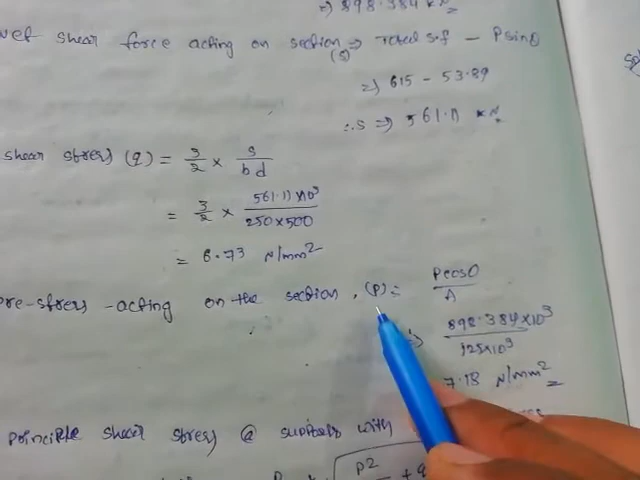 => 898.384 kN
shear force acting on section => total s.f - P sinθ
(s)
=> 615 - 53.89
∴ S => 561.11 kN
shear stress (q) = 3/2 × s/bd
= 3/2 × 561.11×10³/250×500
= 6.73 N/mm²
pre-stress -acting on the section, (P) = Pcosθ/A
=> 898.384×10³/125×10³
7.18 N/mm²
principle shear stress @ supports with
P²